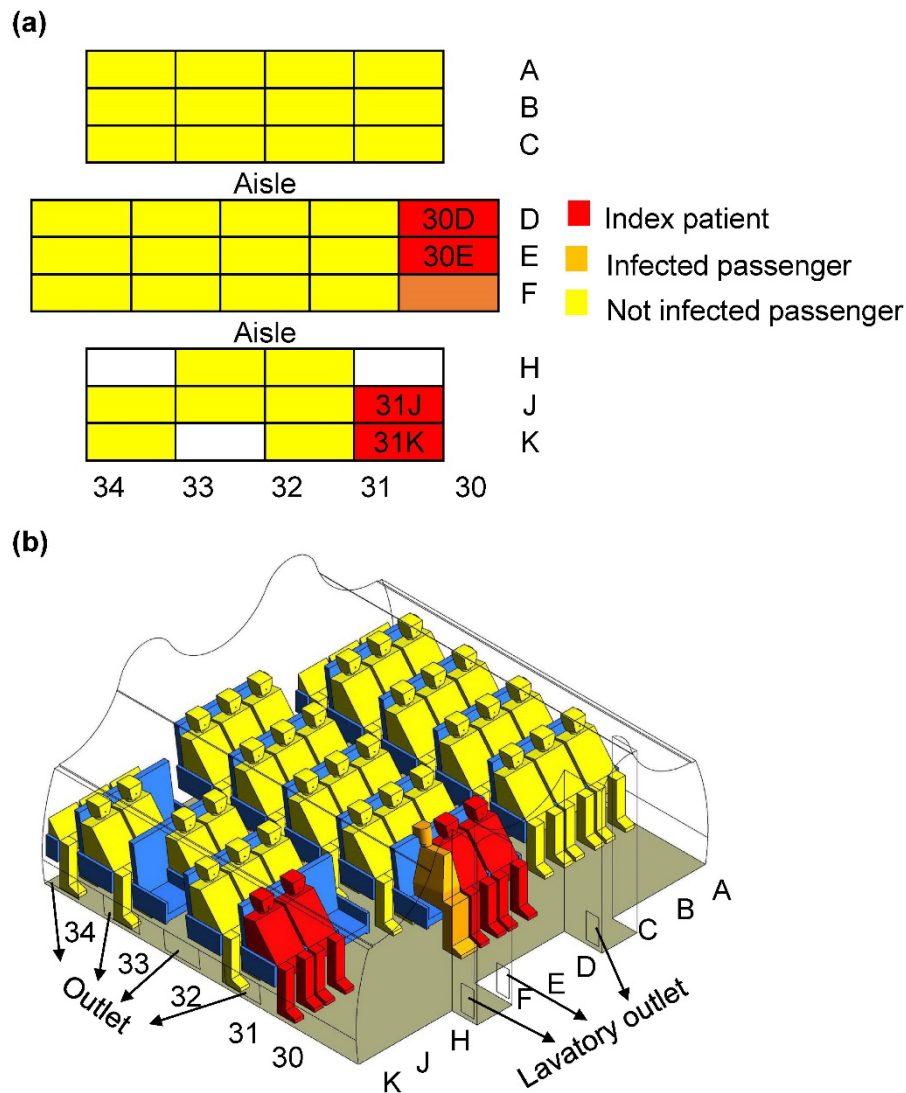 (a)
A
B
C
Aisle
30D D
30E E
F
Index patient
Infected passenger
Not infected passenger
Aisle
H
31J J
31K K
34 33 32 31 30
(b)
34
33
32
31
30
Outlet
K
J
H
F
E
D
C
B
A
Lavatory outlet